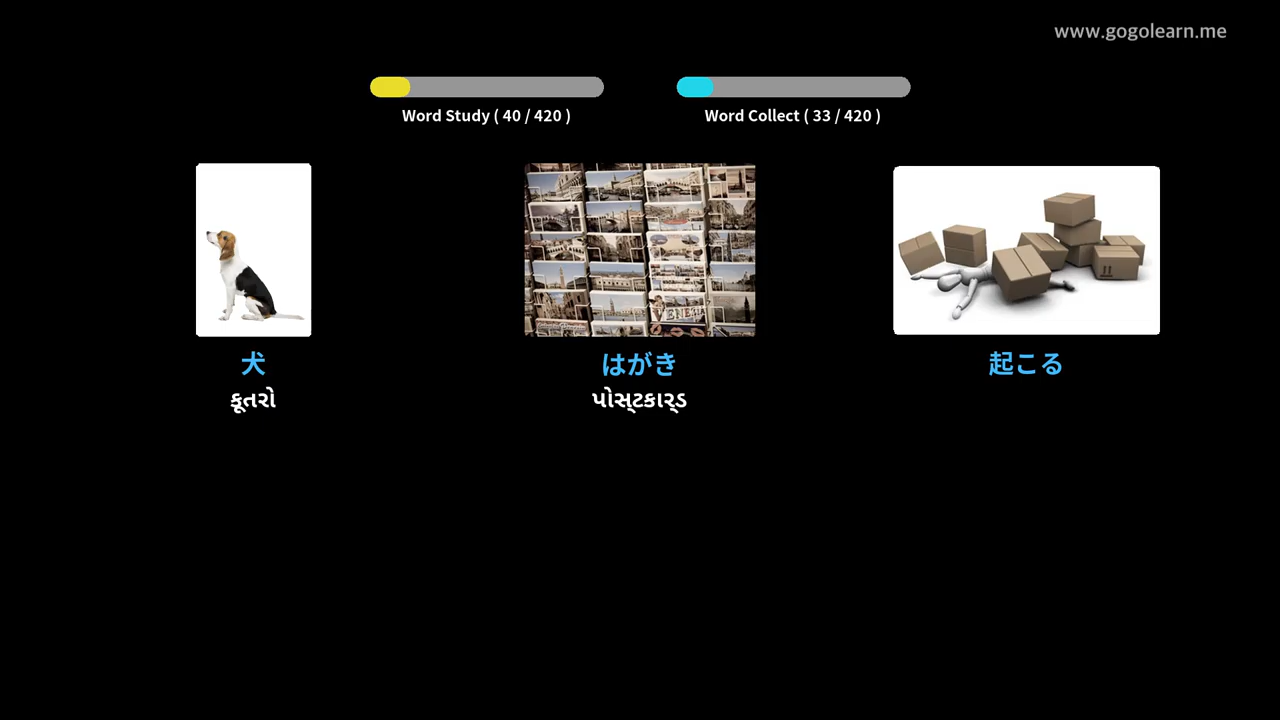 www.gogolearn.me
Word Study ( 40 / 420 )
Word Collect ( 33 / 420 )
VENEZ
犬
はがき
起こる
કૂતરો
પોસ્ટકાર્ડ